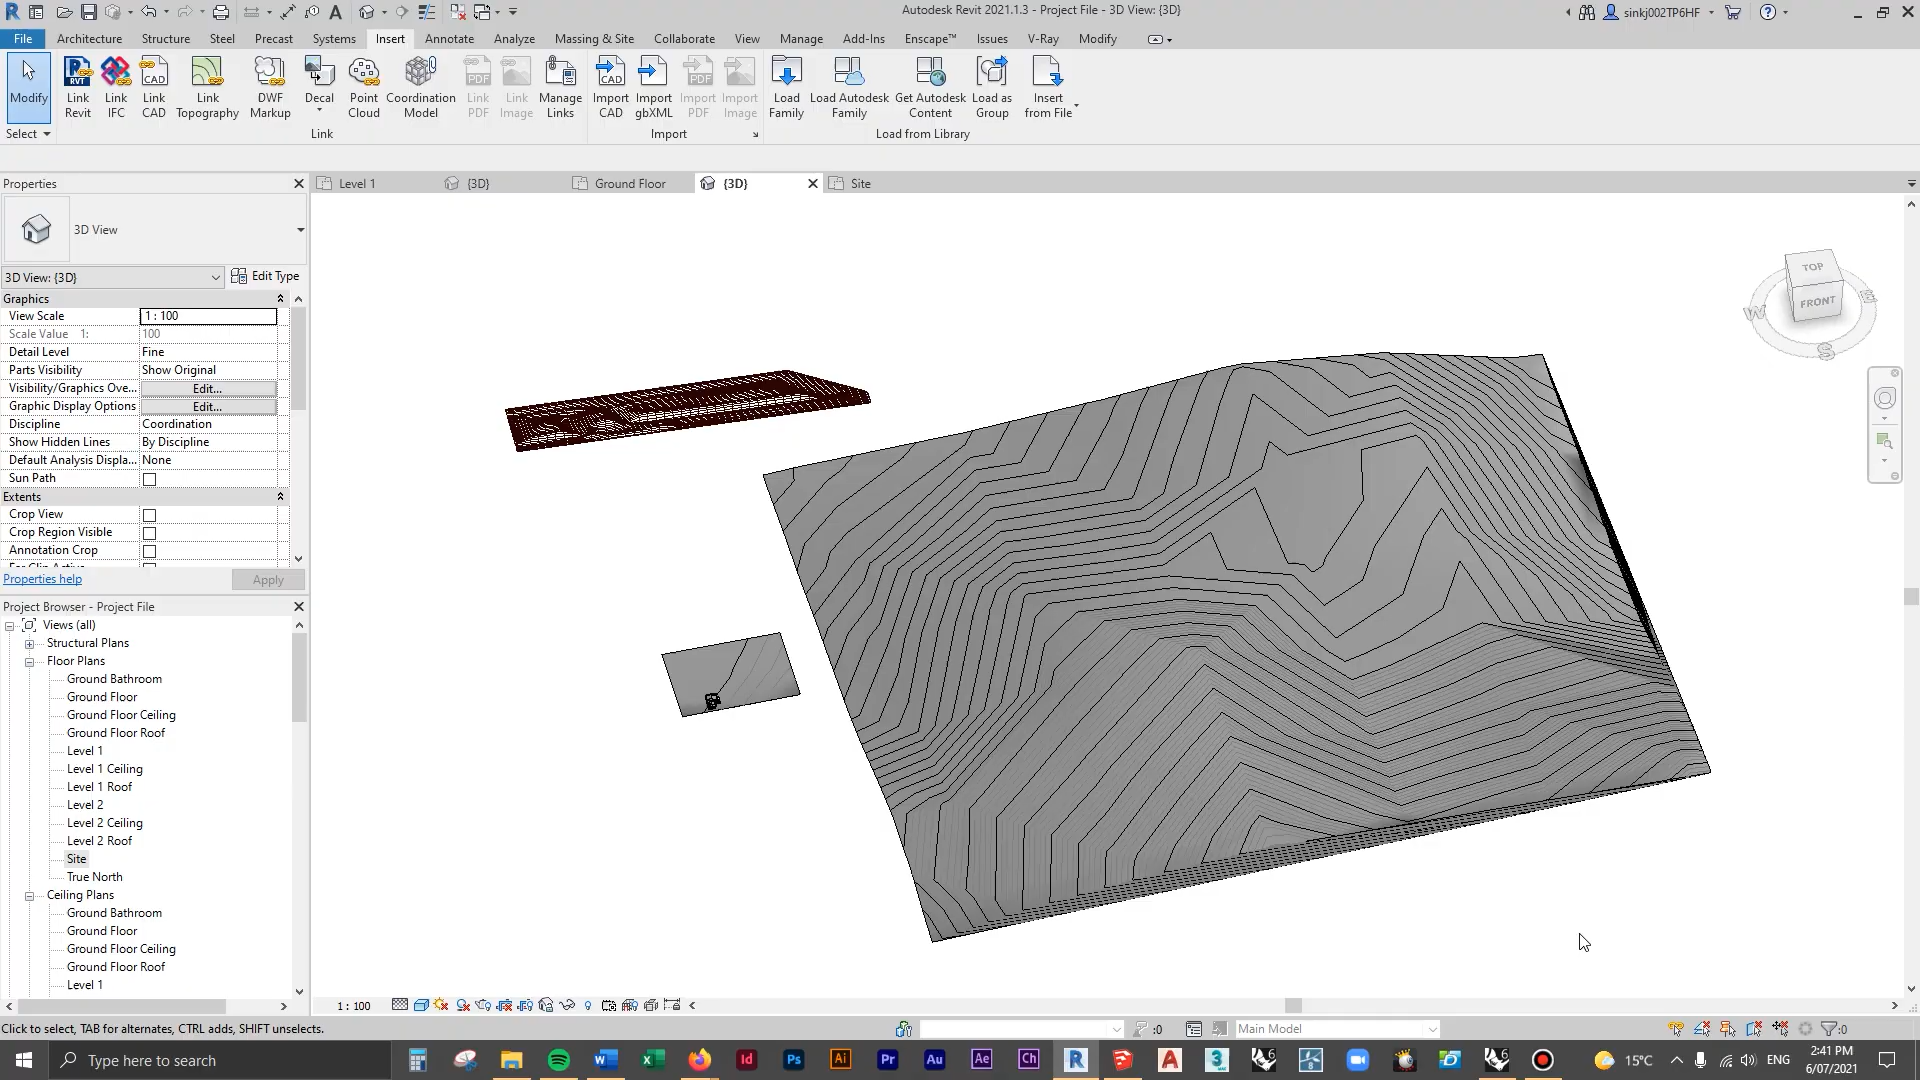 Autodesk Revit 2021.1.3 - Project File - 3D View: {3D}
sinkj002TP6HF
File Architecture Structure Steel Precast Systems Insert Annotate Analyze Massing & Site Collaborate View Manage Add-Ins Enscape™ Issues V-Ray Modify
Modify
Link Revit
Link IFC
Link CAD
Link Topography
DWF Markup
Decal
Point Cloud
Coordination Model
Link PDF
Link Image
Manage Links
Import CAD
Import gbXML
Import PDF
Import Image
Load Family
Load Autodesk Family
Get Autodesk Content
Load as Group
Insert from File
Select
Link
Import
Load from Library
Properties
Level 1
{3D}
Ground Floor
{3D}
Site
3D View
3D View: {3D}
Edit Type
Graphics
View Scale 1 : 100
Scale Value 1: 100
Detail Level Fine
Parts Visibility Show Original
Visibility/Graphics Ove... Edit...
Graphic Display Options Edit...
Discipline Coordination
Show Hidden Lines By Discipline
Default Analysis Displa... None
Sun Path
Extents
Crop View
Crop Region Visible
Annotation Crop
Properties help
Apply
Project Browser - Project File
Views (all)
Structural Plans
Floor Plans
Ground Bathroom
Ground Floor
Ground Floor Ceiling
Ground Floor Roof
Level 1
Level 1 Ceiling
Level 1 Roof
Level 2
Level 2 Ceiling
Level 2 Roof
Site
True North
Ceiling Plans
Ground Bathroom
Ground Floor
Ground Floor Ceiling
Ground Floor Roof
Level 1
TOP
FRONT
W
E
S
1 : 100
Click to select, TAB for alternates, CTRL adds, SHIFT unselects.
:0
Main Model
:0
Type here to search
15°C
ENG
2:41 PM
6/07/2021